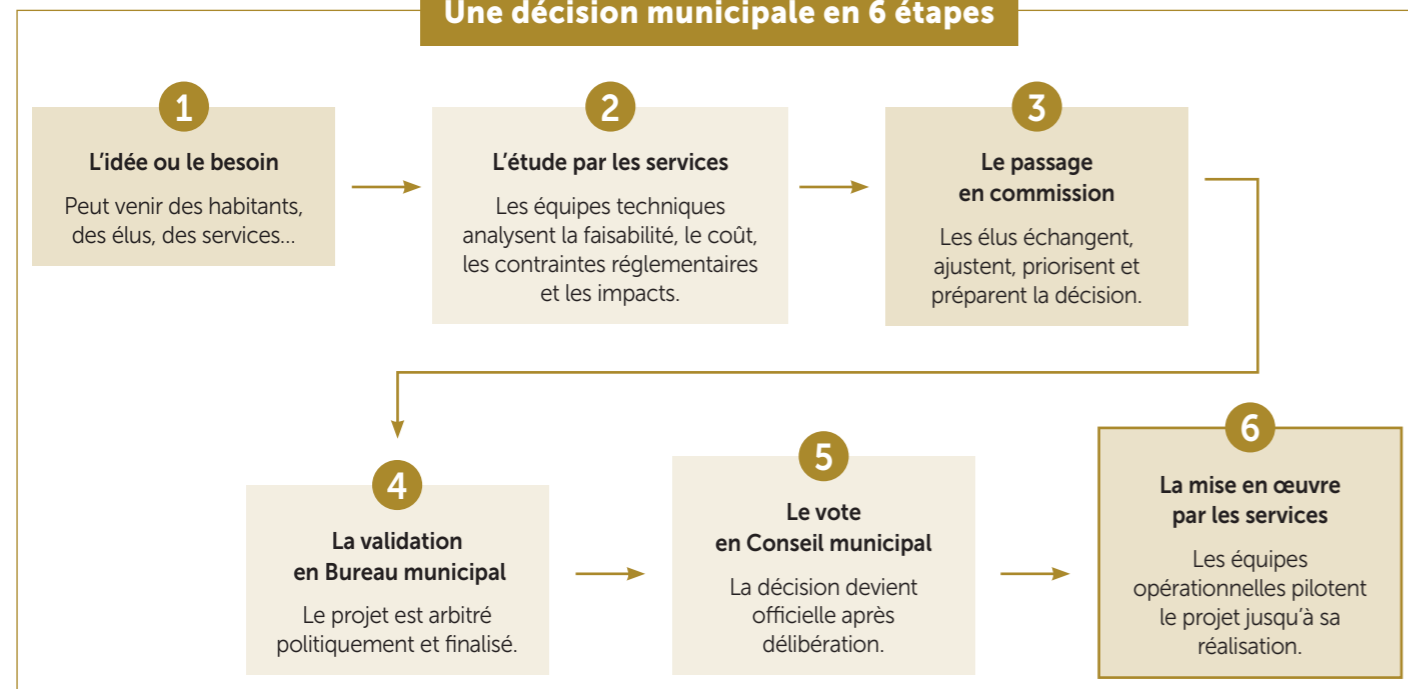 Une décision municipale en 6 étapes
1
L’idée ou le besoin
Peut venir des habitants,
des élus, des services...
2
L’étude par les services
Les équipes techniques
analysent la faisabilité, le coût,
les contraintes réglementaires
et les impacts.
3
Le passage
en commission
Les élus échangent,
ajustent, priorisent et
préparent la décision.
4
La validation
en Bureau municipal
Le projet est arbitré
politiquement et finalisé.
5
Le vote
en Conseil municipal
La décision devient
officielle après
délibération.
6
La mise en œuvre
par les services
Les équipes
opérationnelles pilotent
le projet jusqu’à sa
réalisation.